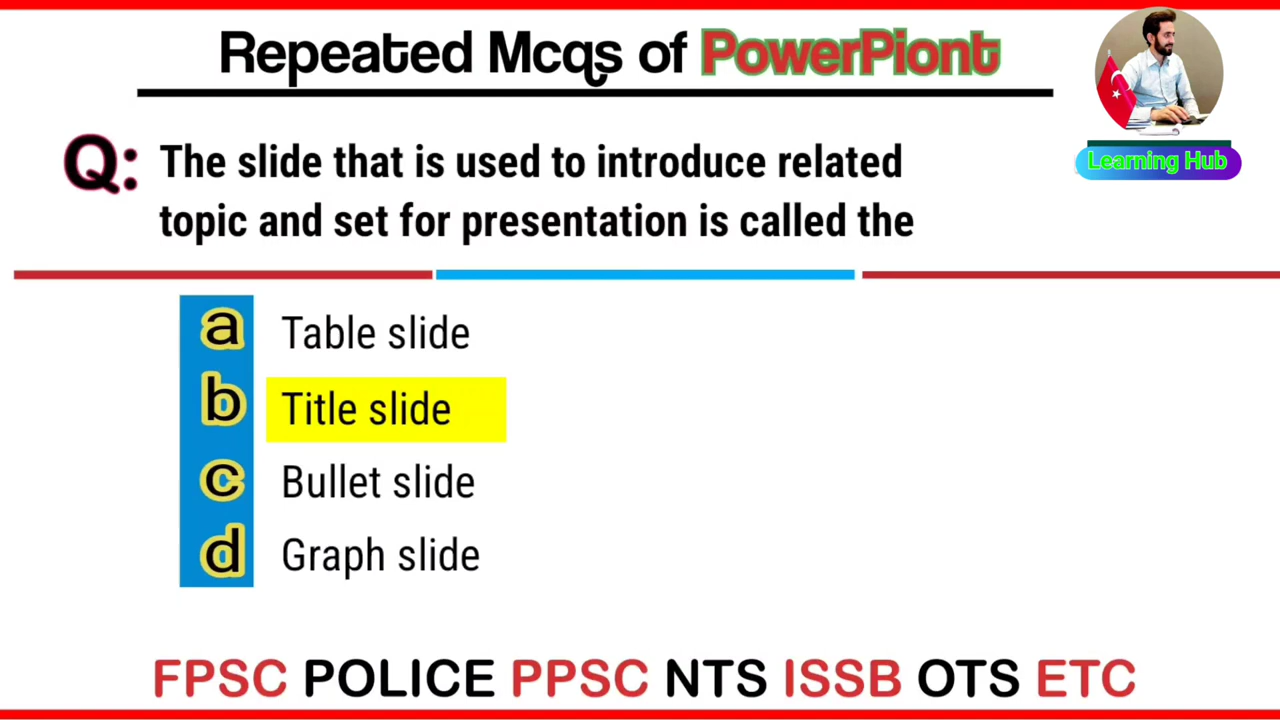 Repeated Mcqs of PowerPiont
Learning Hub
Q: The slide that is used to introduce related
topic and set for presentation is called the
a Table slide
b Title slide
c Bullet slide
d Graph slide
FPSC POLICE PPSC NTS ISSB OTS ETC